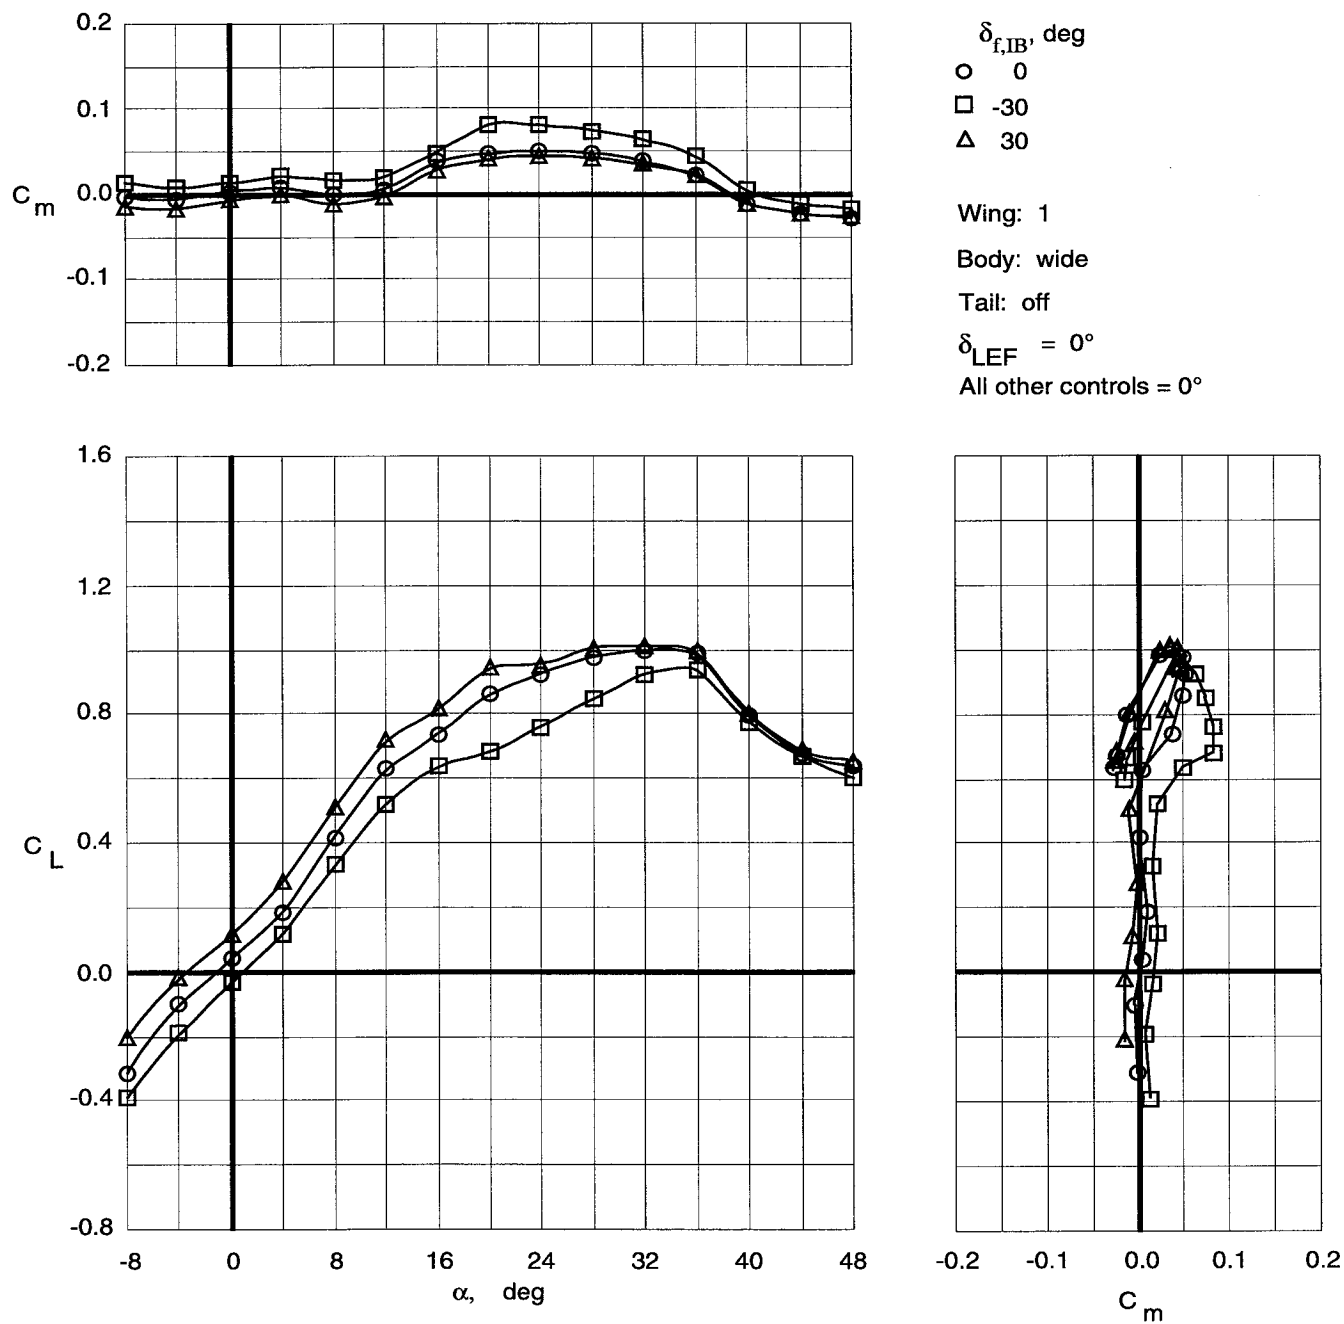 0.2
0.1
C m
0.0
-0.1
-0.2
δf,IB, deg
0
-30
30
Wing: 1
Body: wide
Tail: off
δLEF = 0°
All other controls = 0°
1.6
1.2
0.8
C L
0.4
0.0
-0.4
-0.8
-8 0 8 16 24 32 40 48
α, deg
-0.2 -0.1 0.0 0.1 0.2
C m